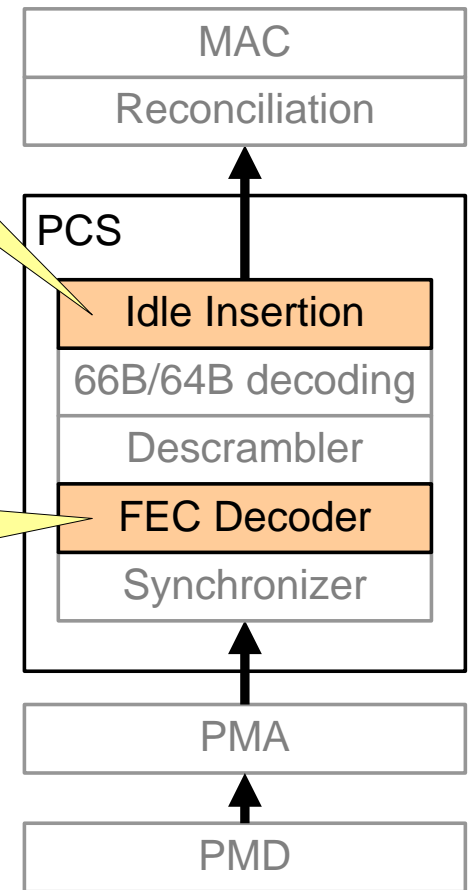 MAC
Reconciliation
PCS
Idle Insertion
66B/64B decoding
Descrambler
FEC Decoder
Synchronizer
PMA
PMD